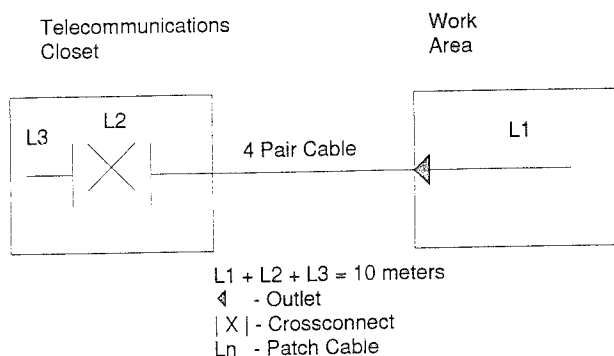 Telecommunications
Closet
Work
Area
L3
L2
4 Pair Cable
L1
L1 + L2 + L3 = 10 meters
- Outlet
| X | - Crossconnect
Ln - Patch Cable